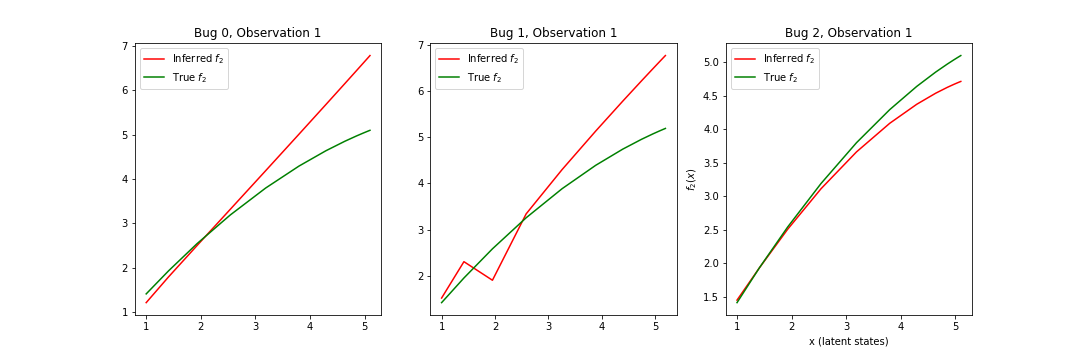 Bug 0, Observation 1
Inferred f₂
True f₂
7
6
5
4
3
2
1
1 2 3 4 5
Bug 1, Observation 1
Inferred f₂
True f₂
7
6
5
4
3
2
1 2 3 4 5
Bug 2, Observation 1
Inferred f₂
True f₂
f₂(x)
5.0
4.5
4.0
3.5
3.0
2.5
2.0
1.5
1 2 3 4 5
x (latent states)